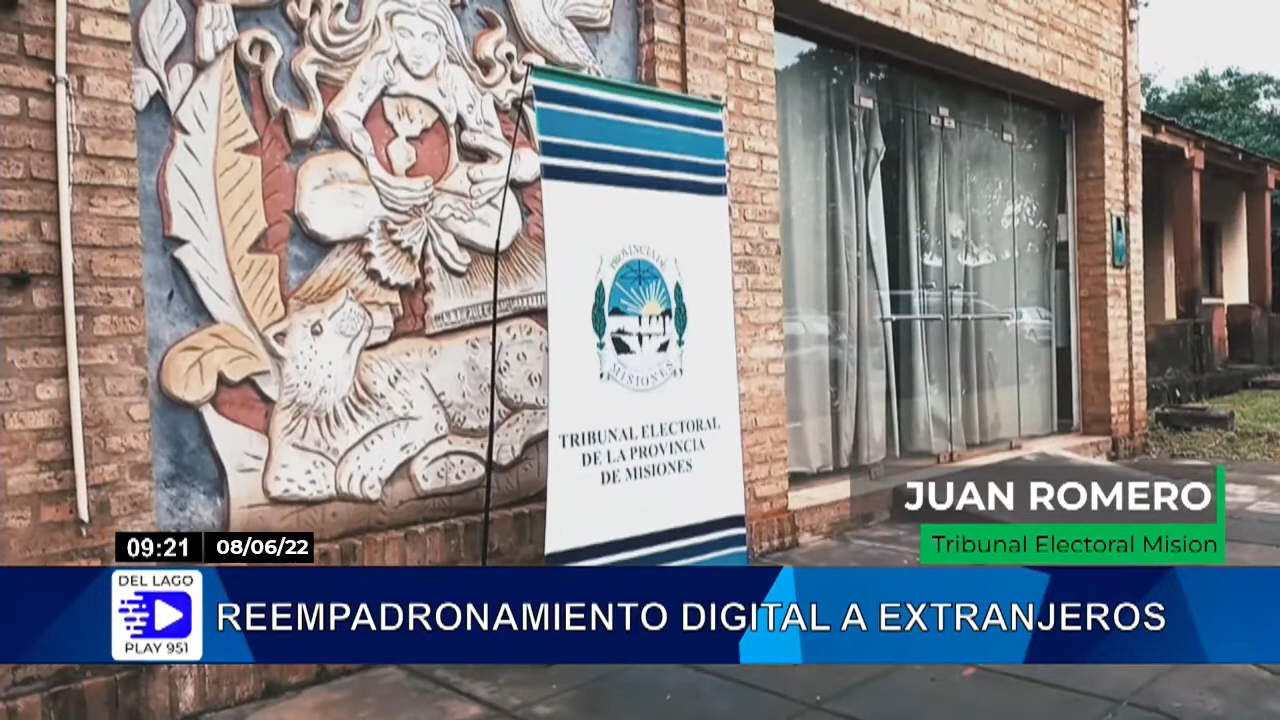 PROVINCIA DE
MISIONES
TRIBUNAL ELECTORAL
DE LA PROVINCIA
DE MISIONES
JUAN ROMERO
Tribunal Electoral Mision
09:21
08/06/22
DEL LAGO
PLAY 951
REEMPADRONAMIENTO DIGITAL A EXTRANJEROS